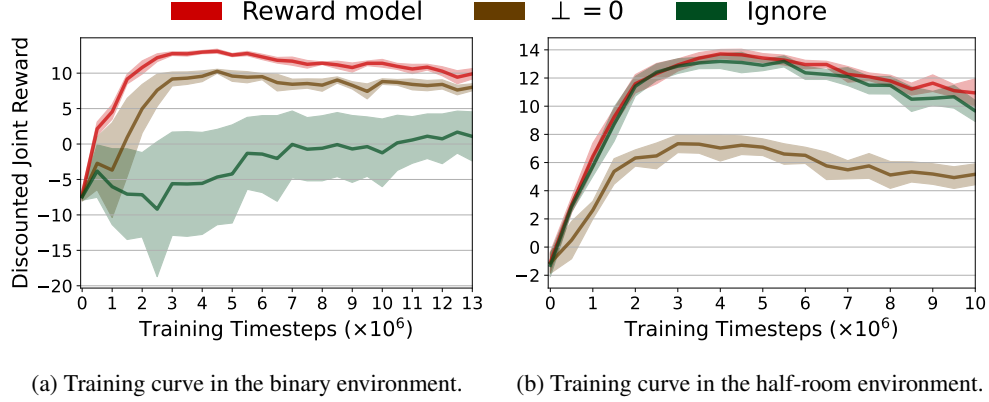 Reward model ⊥ = 0 Ignore
Discounted Joint Reward
10
5
0
−5
−10
−15
−20
0 1 2 3 4 5 6 7 8 9 10 11 12 13
Training Timesteps (×10⁶)
14
12
10
8
6
4
2
0
−2
0 1 2 3 4 5 6 7 8 9 10
Training Timesteps (×10⁶)
(a) Training curve in the binary environment.
(b) Training curve in the half-room environment.